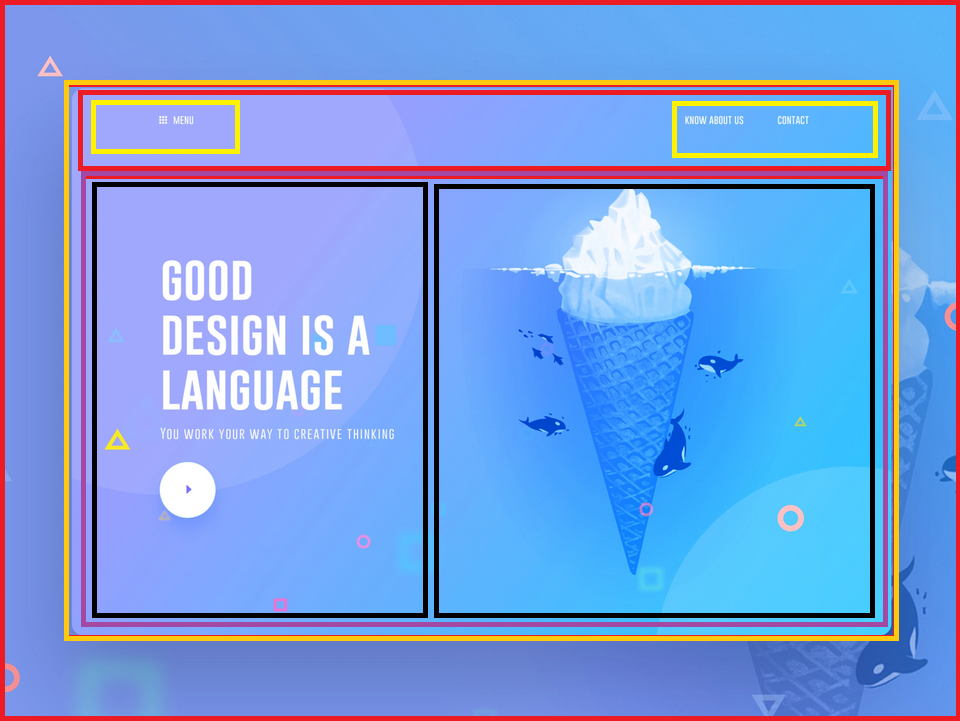 MENU
KNOW ABOUT US
CONTACT
GOOD
DESIGN IS A
LANGUAGE
YOU WORK YOUR WAY TO CREATIVE THINKING